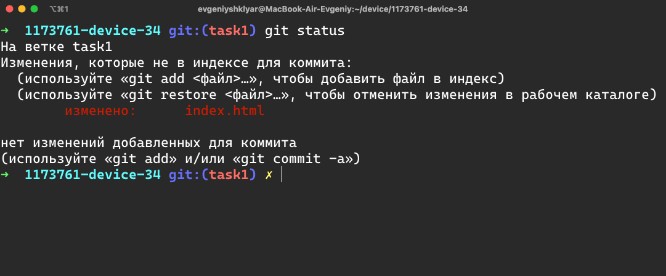 ⌥⌘1
evgeniyshklyar@MacBook-Air-Evgeniy:~/device/1173761-device-34
➜  1173761-device-34 git:(task1) git status
На ветке task1
Изменения, которые не в индексе для коммита:
  (используйте «git add <файл>…», чтобы добавить файл в индекс)
  (используйте «git restore <файл>…», чтобы отменить изменения в рабочем каталоге)
        изменено:      index.html

нет изменений добавленных для коммита
(используйте «git add» и/или «git commit -a»)
➜  1173761-device-34 git:(task1) ✗